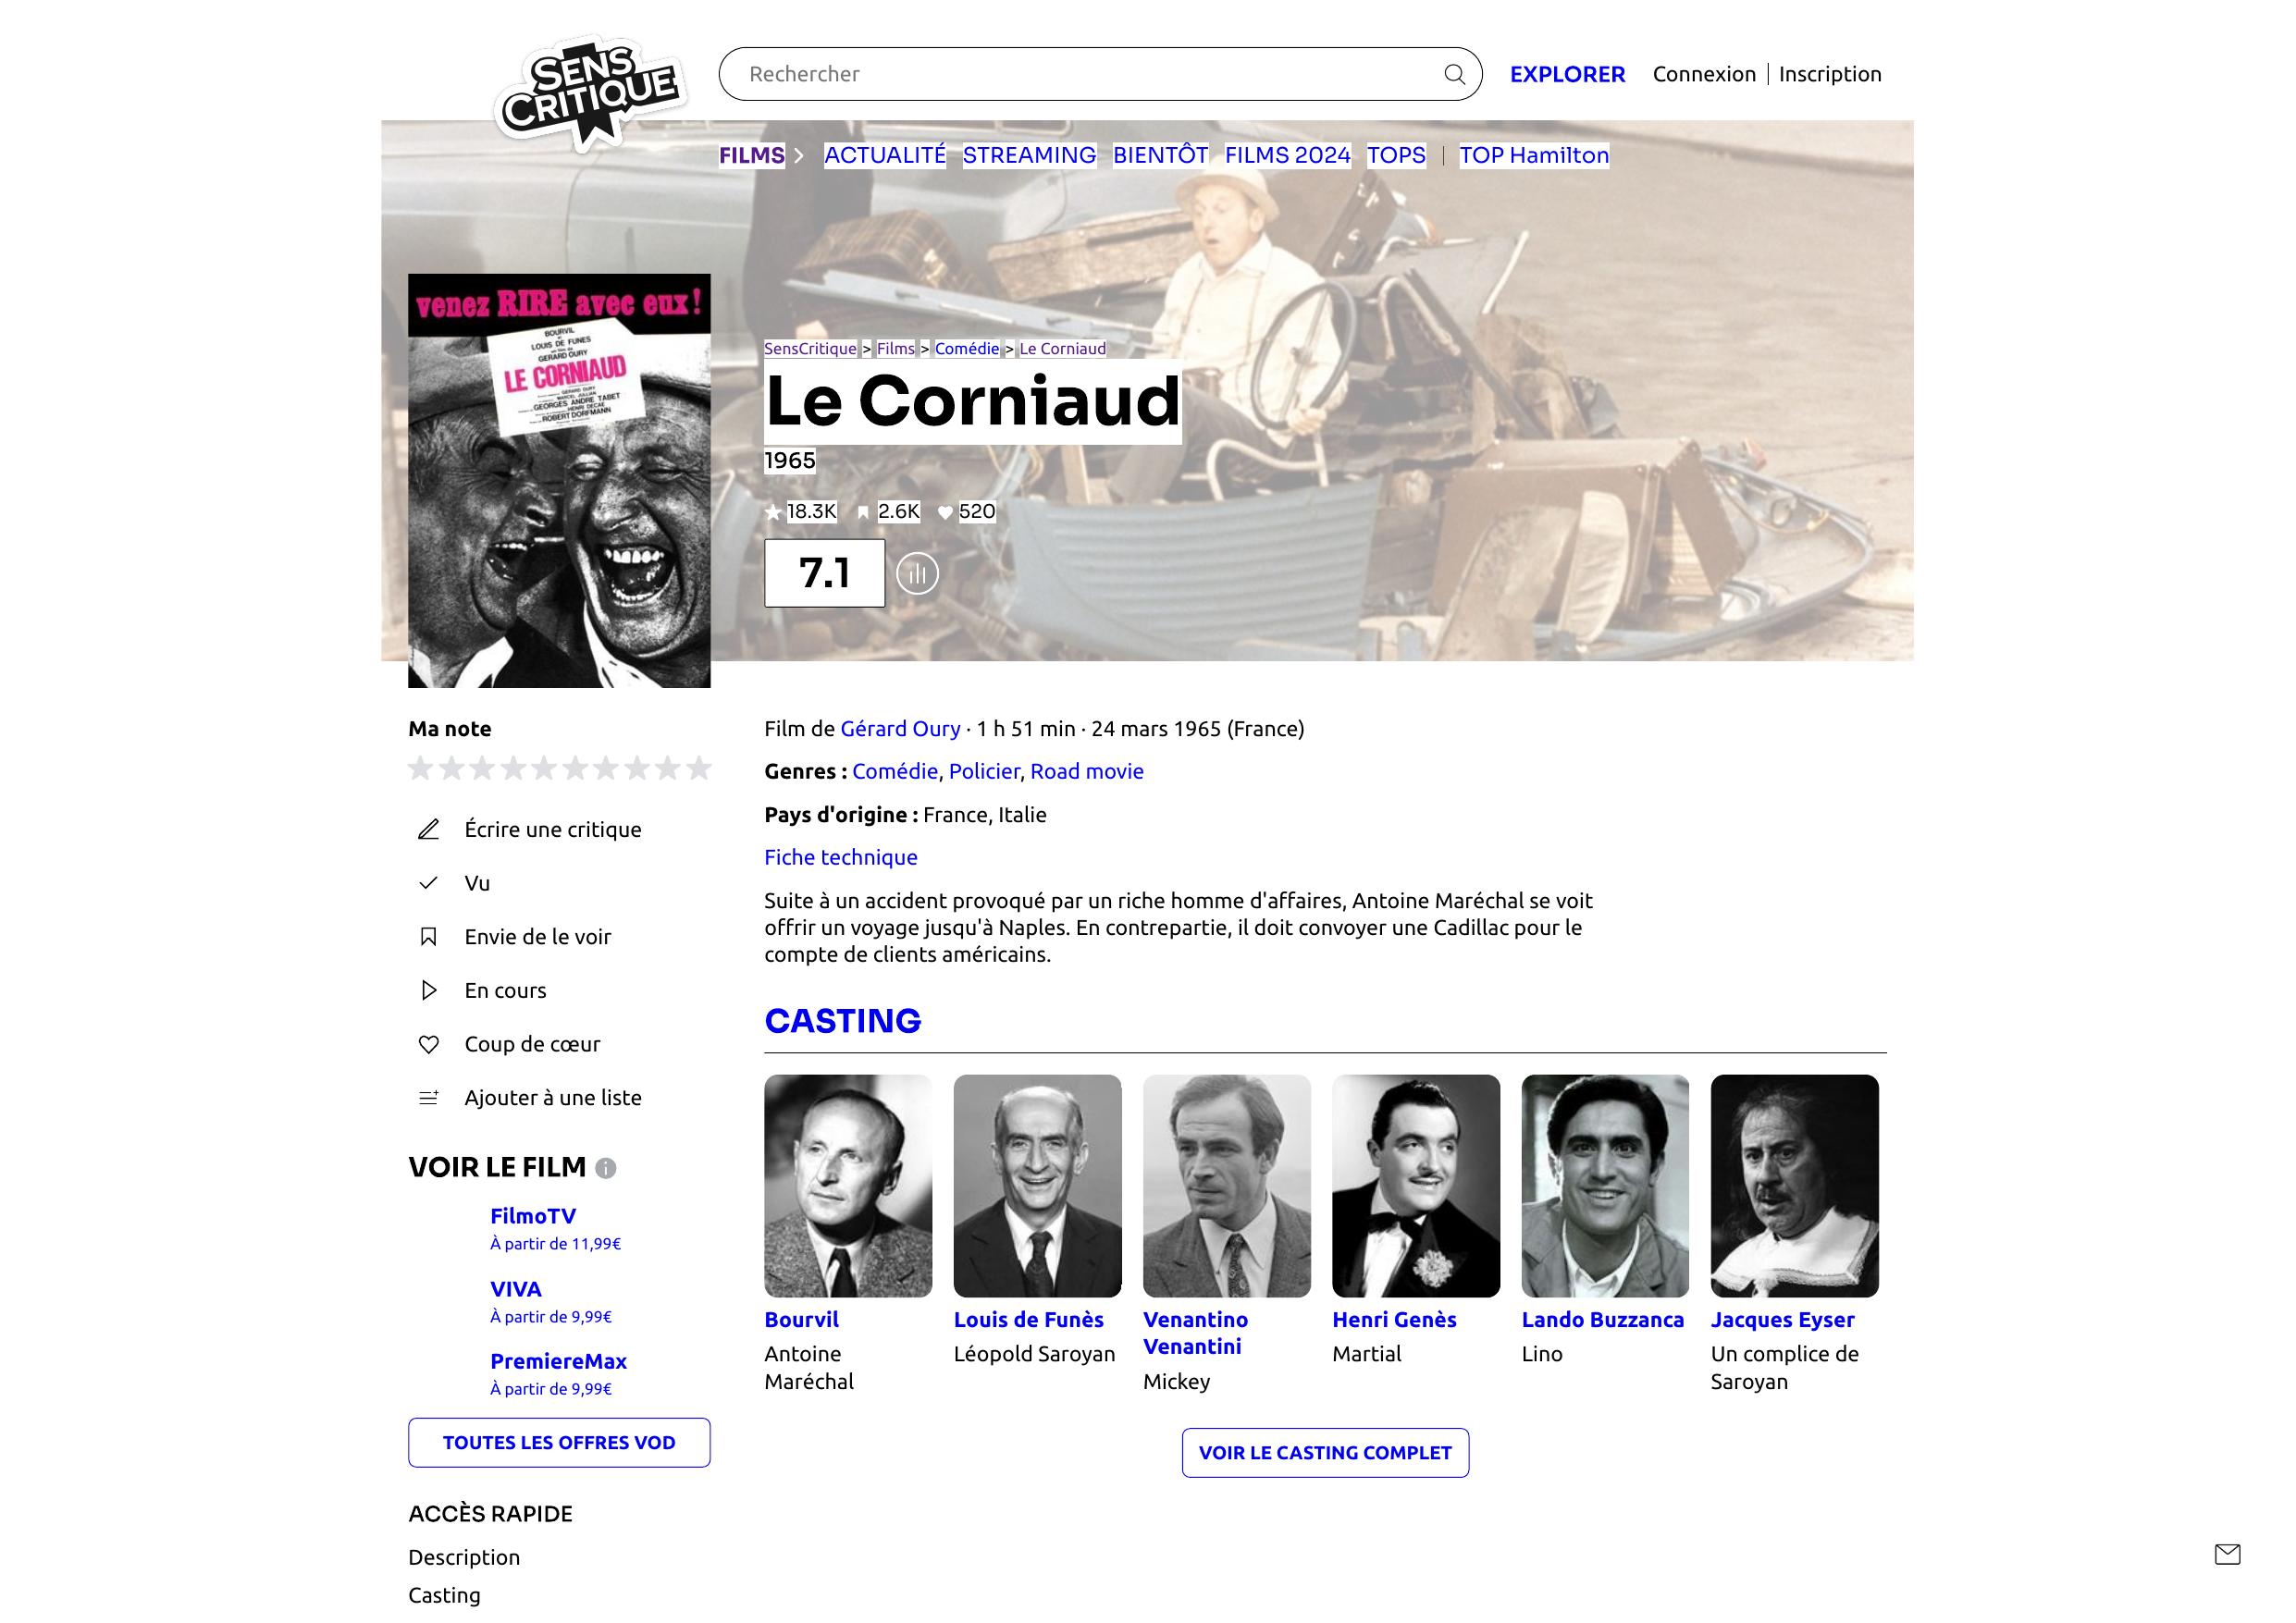 SENS
CRITIQUE
Rechercher
EXPLORER
Connexion
Inscription
FILMS
ACTUALITÉ
STREAMING
BIENTÔT
FILMS 2024
TOPS
TOP Hamilton
venez RIRE avec eux!
BOURVIL
LOUIS DE FUNES
GERARD OURY
LE CORNIAUD
GERARD OURY
MARCEL JULLIAN
GEORGES ANDRE TABET
HENRI DECAE
ROBERT DORFMANN
SensCritique > Films > Comédie > Le Corniaud
Le Corniaud
1965
18.3K 2.6K 520
7.1
Ma note
Écrire une critique
Vu
Envie de le voir
En cours
Coup de cœur
Ajouter à une liste
VOIR LE FILM
FilmoTV
À partir de 11,99€
VIVA
À partir de 9,99€
PremiereMax
À partir de 9,99€
TOUTES LES OFFRES VOD
ACCÈS RAPIDE
Description
Casting
Film de Gérard Oury · 1 h 51 min · 24 mars 1965 (France)
Genres : Comédie, Policier, Road movie
Pays d'origine : France, Italie
Fiche technique
Suite à un accident provoqué par un riche homme d'affaires, Antoine Maréchal se voit
offrir un voyage jusqu'à Naples. En contrepartie, il doit convoyer une Cadillac pour le
compte de clients américains.
CASTING
Bourvil
Antoine
Maréchal
Louis de Funès
Léopold Saroyan
Venantino
Venantini
Mickey
Henri Genès
Martial
Lando Buzzanca
Lino
Jacques Eyser
Un complice de
Saroyan
VOIR LE CASTING COMPLET